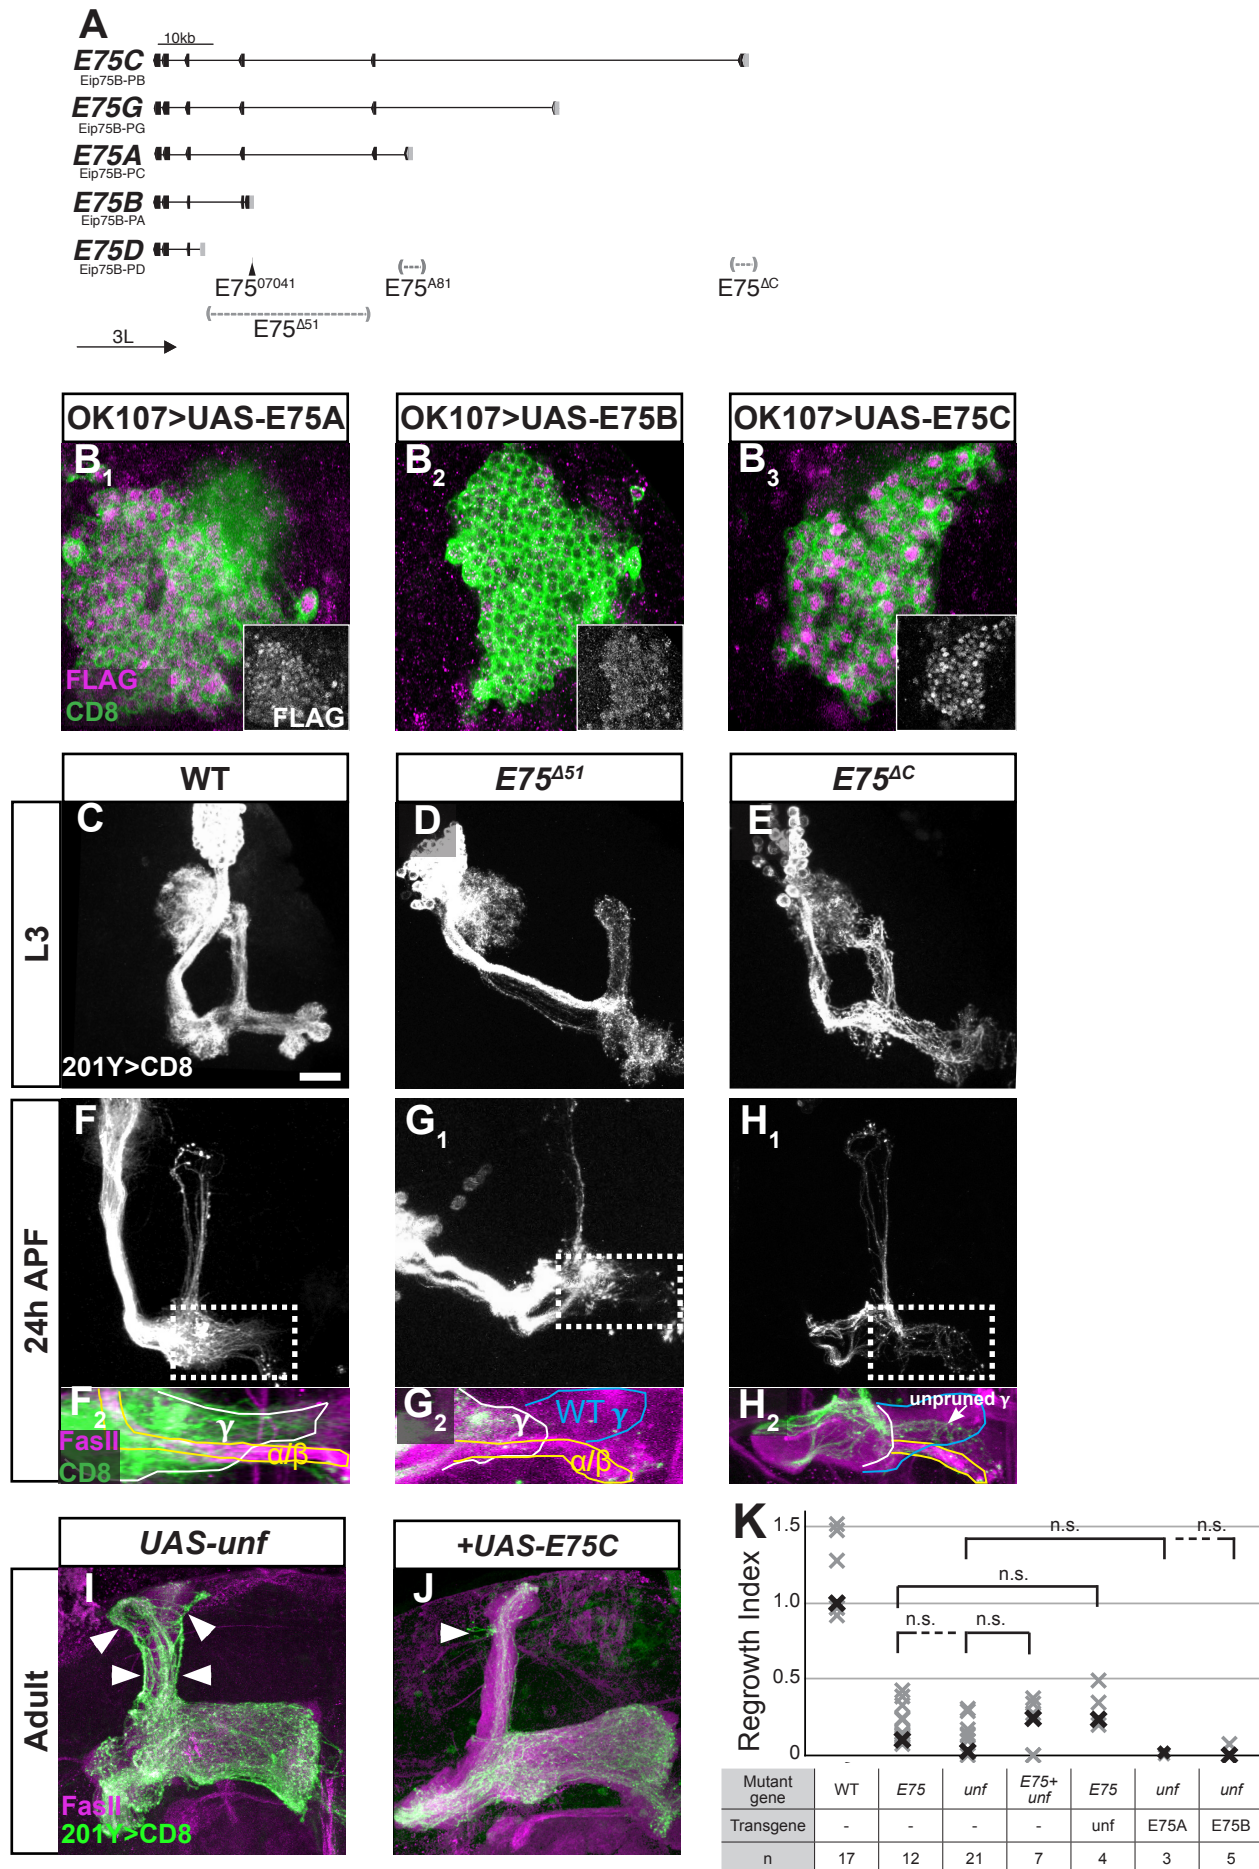 A
10kb
E75C
Eip75B-PB
E75G
Eip75B-PG
E75A
Eip75B-PC
E75B
Eip75B-PA
E75D
Eip75B-PD
E75^07041
E75^A81
E75^ΔC
E75^Δ51
3L
OK107>UAS-E75A
OK107>UAS-E75B
OK107>UAS-E75C
B1
B2
B3
FLAG
CD8
FLAG
WT
E75^Δ51
E75^ΔC
L3
C
D
E
201Y>CD8
24h APF
F
G1
H1
F2
γ
α/β
FasII
CD8
G2
γ
WT γ
α/β
H2
unpruned γ
UAS-unf
+UAS-E75C
Adult
I
J
FasII
201Y>CD8
K
Regrowth Index
1.5
1.0
0.5
0
n.s.
n.s.
n.s.
n.s.
n.s.
Mutant gene WT E75 unf E75+ unf E75 unf unf
Transgene - - - - unf E75A E75B
n 17 12 21 7 4 3 5